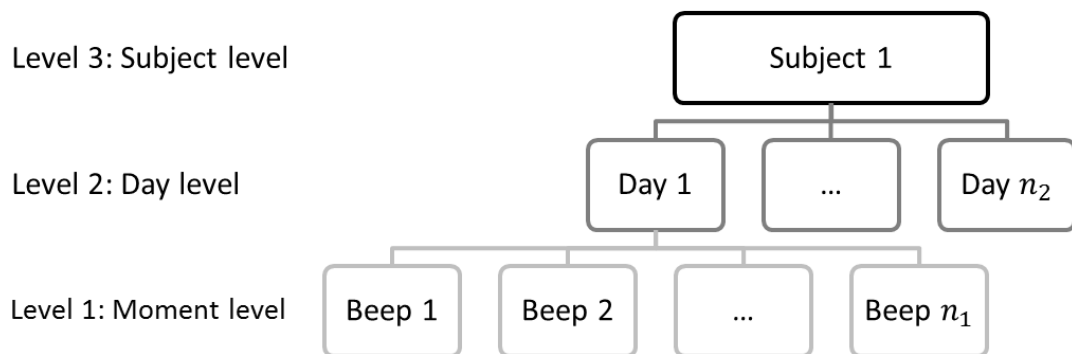 Level 3: Subject level
Subject 1
Level 2: Day level
Day 1
...
Day n₂
Level 1: Moment level
Beep 1
Beep 2
...
Beep n₁